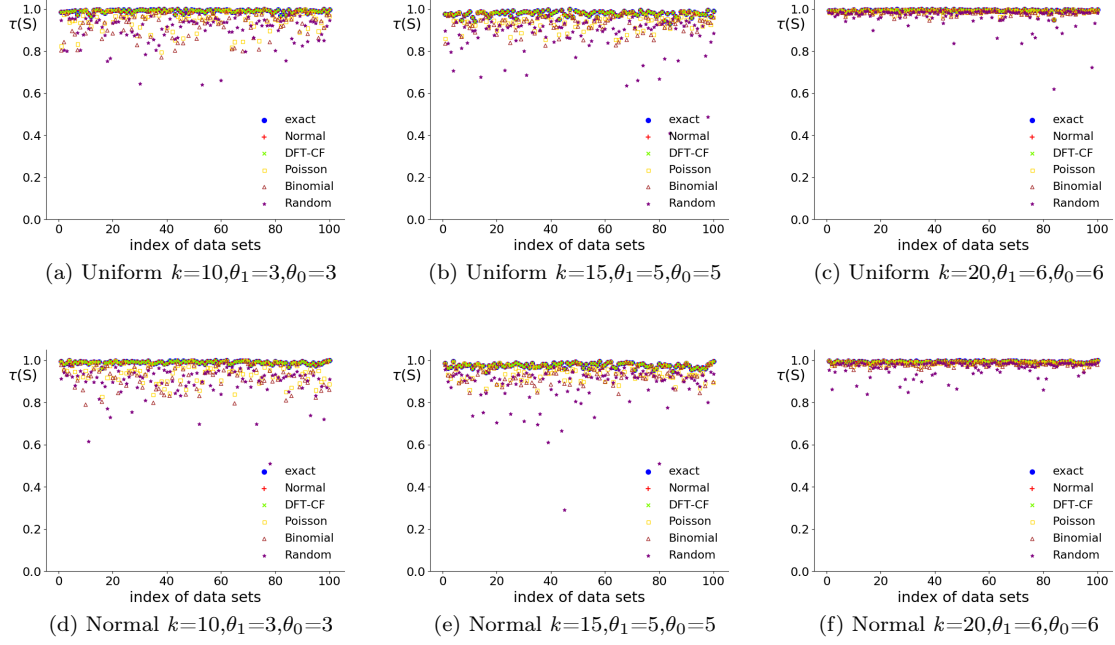 1.0
τ(S)
0.8
0.6
0.4
0.2
0.0
exact
Normal
DFT-CF
Poisson
Binomial
Random
0 20 40 60 80 100
index of data sets
(a) Uniform k=10,θ1=3,θ0=3
1.0
τ(S)
0.8
0.6
0.4
0.2
0.0
exact
Normal
DFT-CF
Poisson
Binomial
Random
0 20 40 60 80 100
index of data sets
(b) Uniform k=15,θ1=5,θ0=5
1.0
τ(S)
0.8
0.6
0.4
0.2
0.0
exact
Normal
DFT-CF
Poisson
Binomial
Random
0 20 40 60 80 100
index of data sets
(c) Uniform k=20,θ1=6,θ0=6
1.0
τ(S)
0.8
0.6
0.4
0.2
0.0
exact
Normal
DFT-CF
Poisson
Binomial
Random
0 20 40 60 80 100
index of data sets
(d) Normal k=10,θ1=3,θ0=3
1.0
τ(S)
0.8
0.6
0.4
0.2
0.0
exact
Normal
DFT-CF
Poisson
Binomial
Random
0 20 40 60 80 100
index of data sets
(e) Normal k=15,θ1=5,θ0=5
1.0
τ(S)
0.8
0.6
0.4
0.2
0.0
exact
Normal
DFT-CF
Poisson
Binomial
Random
0 20 40 60 80 100
index of data sets
(f) Normal k=20,θ1=6,θ0=6